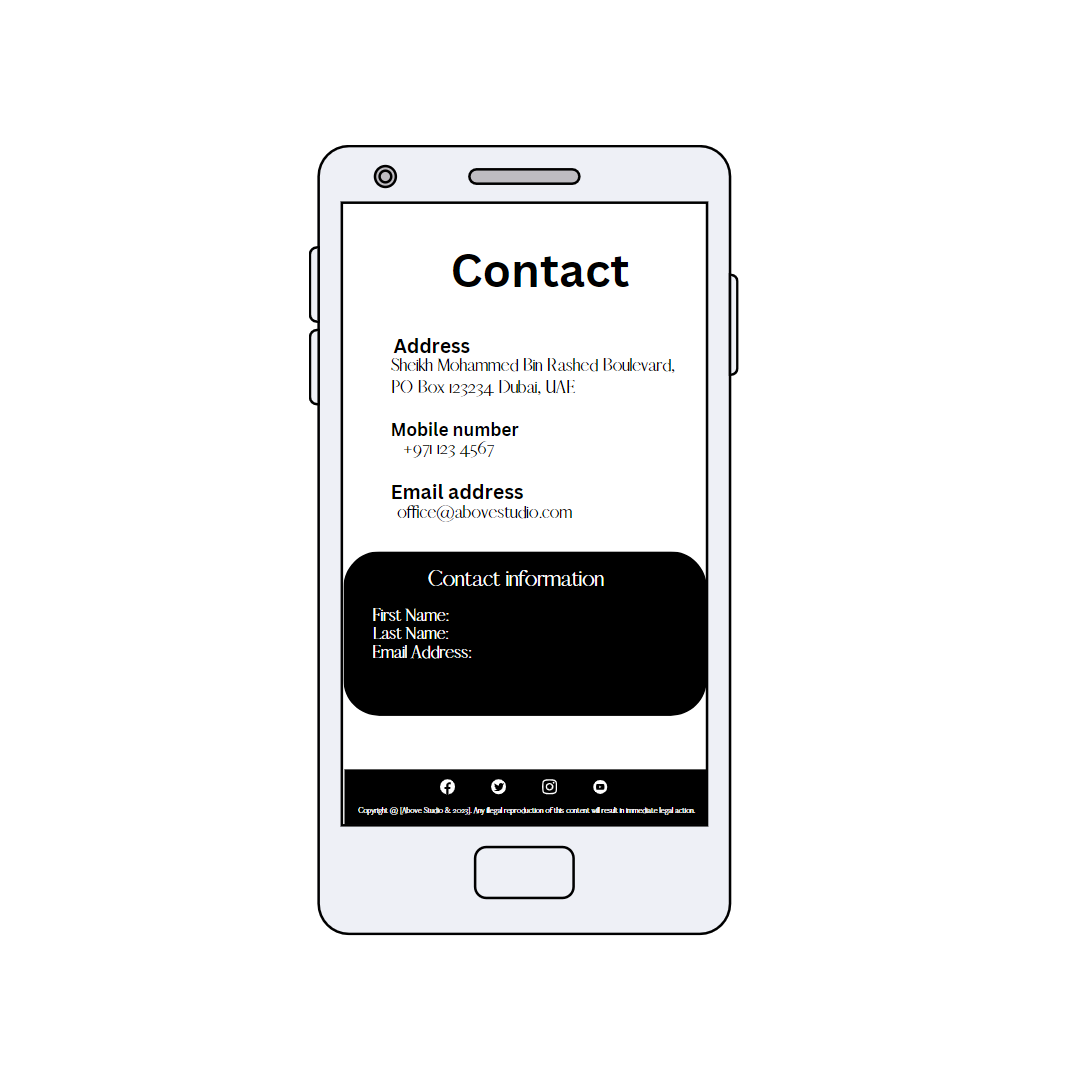 Contact
Address
Sheikh Mohammed Bin Rashed Boulevard,
PO Box 123234 Dubai, UAE
Mobile number
+971 123 4567
Email address
office@abovestudio.com
Contact information
First Name:
Last Name:
Email Address:
Copyright @ [Above Studio & 2023]. Any illegal reproduction of this content will result in immediate legal action.